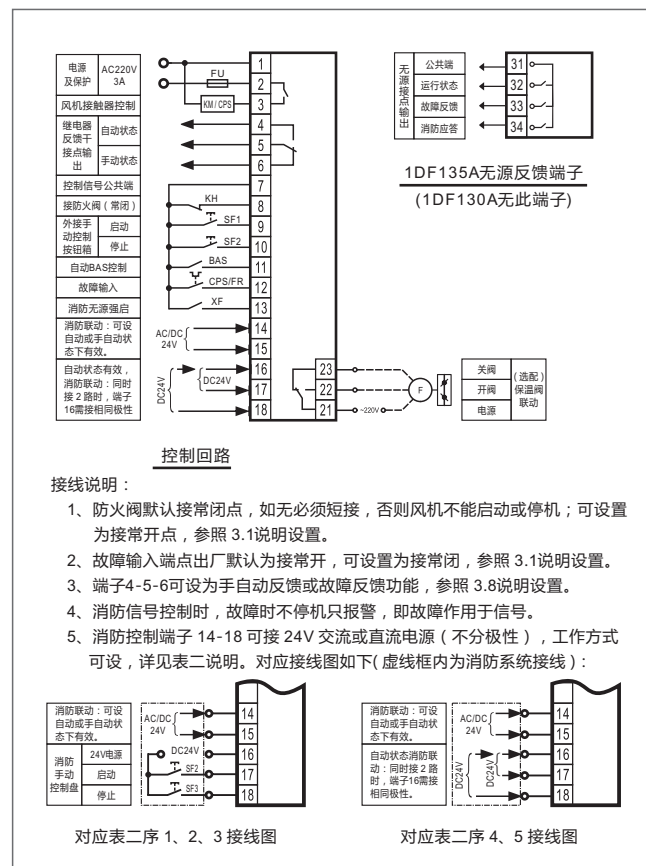 电源
及保护
AC220V
3A
风机接触器控制
继电器
反馈干
接点输
出
自动状态
手动状态
控制信号公共端
接防火阀（常闭）
外接手
动控制
按钮箱
启动
停止
自动BAS控制
故障输入
消防无源强启
消防联动：可设
自动或手自动状
态下有效。
自动状态有效，
消防联动：同时
接 2 路时，端子
16需接相同极性
FU
KM / CPS
KH
SF1
SF2
BAS
CPS/FR
XF
AC/DC
24V
DC24V
DC24V
1
2
3
4
5
6
7
8
9
10
11
12
13
14
15
16
17
18
23
22
21
~220V
F
关阀
开阀
电源
（选配）
保温阀
联动
无源接点输出
公共端
运行状态
故障反馈
消防应答
31
32
33
34
1DF135A无源反馈端子
(1DF130A无此端子)
控制回路
接线说明：
1、防火阀默认接常闭点，如无必须短接，否则风机不能启动或停机；可设置
为接常开点，参照 3.1说明设置。
2、故障输入端点出厂默认为接常开，可设置为接常闭，参照 3.1说明设置。
3、端子4-5-6可设为手自动反馈或故障反馈功能，参照 3.8说明设置。
4、消防信号控制时，故障时不停机只报警，即故障作用于信号。
5、消防控制端子 14-18 可接 24V 交流或直流电源（不分极性），工作方式
可设，详见表二说明。对应接线图如下( 虚线框内为消防系统接线 )：
消防联动：可设
自动或手自动状
态下有效。
消防
手动
控制盘
24V电源
启动
停止
AC/DC
24V
DC24V
SF2
SF3
14
15
16
17
18
对应表二序 1、2、3 接线图
消防联动：可设
自动或手自动状
态下有效。
自动状态消防联
动：同时接 2 路
时，端子16需接
相同极性。
AC/DC
24V
DC24V
DC24V
14
15
16
17
18
对应表二序 4、5 接线图